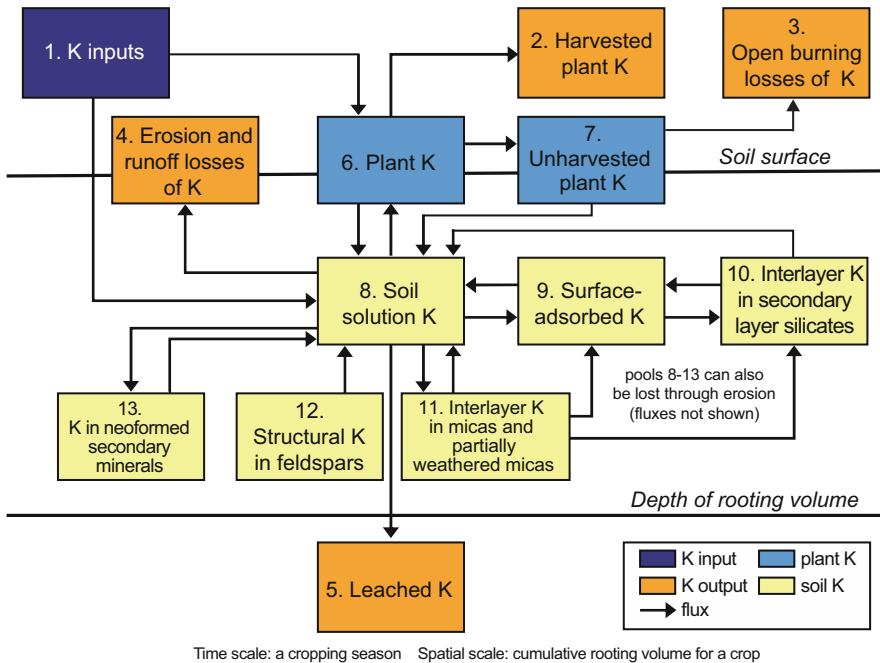 1. K inputs
2. Harvested
plant K
3.
Open burning
losses of K
4. Erosion and
runoff losses
of K
6. Plant K
7.
Unharvested
plant K
Soil surface
8. Soil
solution K
9. Surface-
adsorbed K
10. Interlayer K
in secondary
layer silicates
pools 8-13 can also
be lost through erosion
(fluxes not shown)
13.
K in neoformed
secondary
minerals
12.
Structural K
in feldspars
11. Interlayer K
in micas and
partially
weathered micas
Depth of rooting volume
5. Leached K
K input
plant K
K output
soil K
flux
Time scale: a cropping season Spatial scale: cumulative rooting volume for a crop